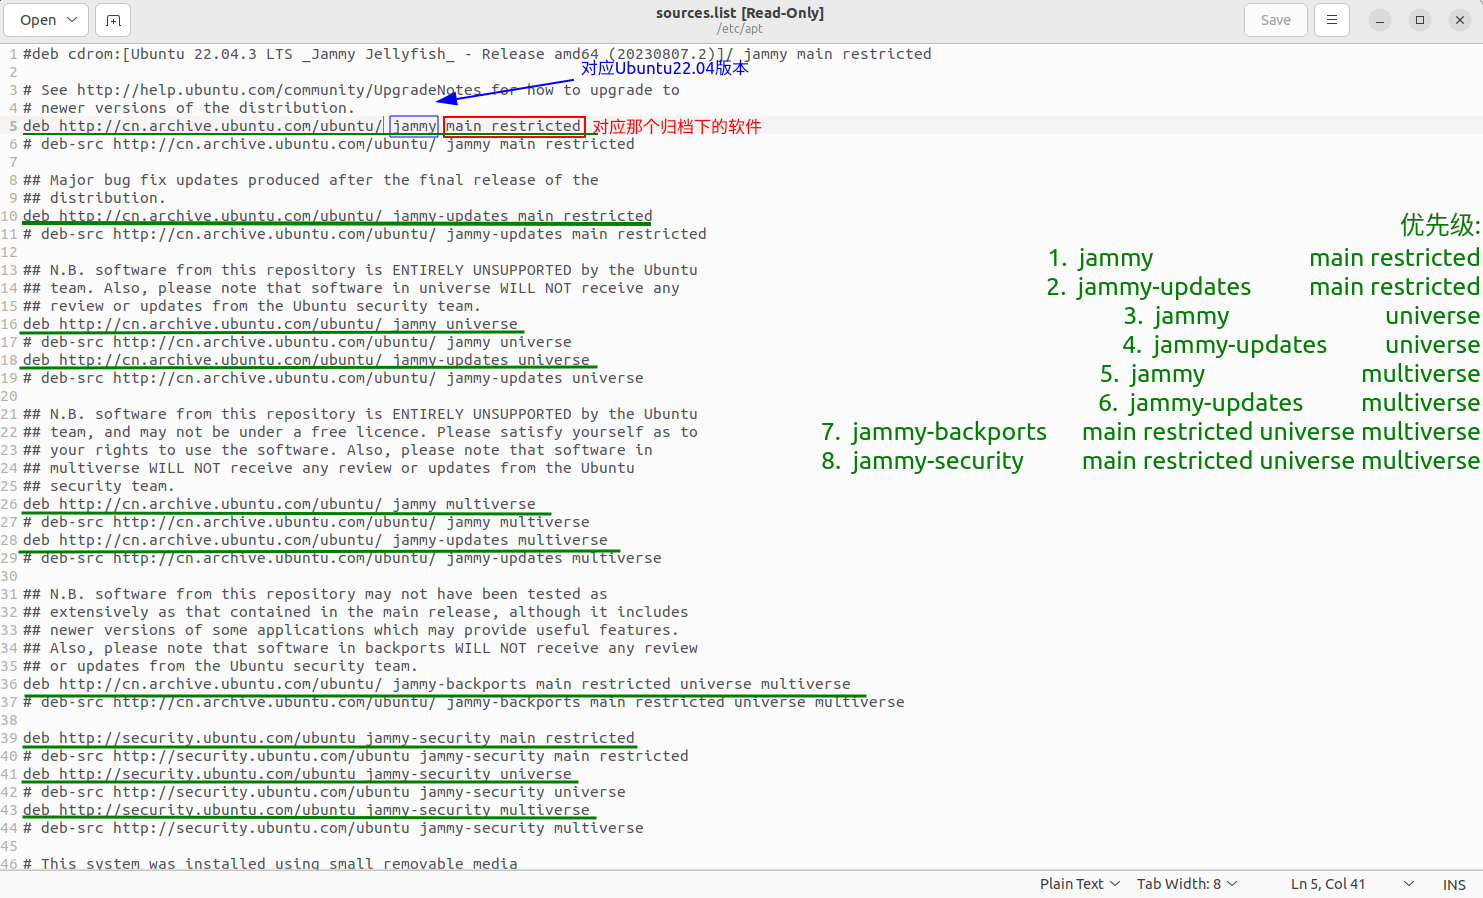 Open
sources.list [Read-Only]
/etc/apt
Save
1 #deb cdrom:[Ubuntu 22.04.3 LTS _Jammy Jellyfish_ - Release amd64 (20230807.2)]/ jammy main restricted
对应Ubuntu22.04版本
2
3 # See http://help.ubuntu.com/community/UpgradeNotes for how to upgrade to
4 # newer versions of the distribution.
5 deb http://cn.archive.ubuntu.com/ubuntu/ jammy main restricted 对应那个归档下的软件
6 # deb-src http://cn.archive.ubuntu.com/ubuntu/ jammy main restricted
7
8 ## Major bug fix updates produced after the final release of the
9 ## distribution.
10 deb http://cn.archive.ubuntu.com/ubuntu/ jammy-updates main restricted
11 # deb-src http://cn.archive.ubuntu.com/ubuntu/ jammy-updates main restricted
12
13 ## N.B. software from this repository is ENTIRELY UNSUPPORTED by the Ubuntu
14 ## team. Also, please note that software in universe WILL NOT receive any
15 ## review or updates from the Ubuntu security team.
16 deb http://cn.archive.ubuntu.com/ubuntu/ jammy universe
17 # deb-src http://cn.archive.ubuntu.com/ubuntu/ jammy universe
18 deb http://cn.archive.ubuntu.com/ubuntu/ jammy-updates universe
19 # deb-src http://cn.archive.ubuntu.com/ubuntu/ jammy-updates universe
20
21 ## N.B. software from this repository is ENTIRELY UNSUPPORTED by the Ubuntu
22 ## team, and may not be under a free licence. Please satisfy yourself as to
23 ## your rights to use the software. Also, please note that software in
24 ## multiverse WILL NOT receive any review or updates from the Ubuntu
25 ## security team.
26 deb http://cn.archive.ubuntu.com/ubuntu/ jammy multiverse
27 # deb-src http://cn.archive.ubuntu.com/ubuntu/ jammy multiverse
28 deb http://cn.archive.ubuntu.com/ubuntu/ jammy-updates multiverse
29 # deb-src http://cn.archive.ubuntu.com/ubuntu/ jammy-updates multiverse
30
31 ## N.B. software from this repository may not have been tested as
32 ## extensively as that contained in the main release, although it includes
33 ## newer versions of some applications which may provide useful features.
34 ## Also, please note that software in backports WILL NOT receive any review
35 ## or updates from the Ubuntu security team.
36 deb http://cn.archive.ubuntu.com/ubuntu/ jammy-backports main restricted universe multiverse
37 # deb-src http://cn.archive.ubuntu.com/ubuntu/ jammy-backports main restricted universe multiverse
38
39 deb http://security.ubuntu.com/ubuntu jammy-security main restricted
40 # deb-src http://security.ubuntu.com/ubuntu jammy-security main restricted
41 deb http://security.ubuntu.com/ubuntu jammy-security universe
42 # deb-src http://security.ubuntu.com/ubuntu jammy-security universe
43 deb http://security.ubuntu.com/ubuntu jammy-security multiverse
44 # deb-src http://security.ubuntu.com/ubuntu jammy-security multiverse
45
46 # This system was installed using small removable media
优先级:
1. jammy main restricted
2. jammy-updates main restricted
3. jammy universe
4. jammy-updates universe
5. jammy multiverse
6. jammy-updates multiverse
7. jammy-backports main restricted universe multiverse
8. jammy-security main restricted universe multiverse
Plain Text
Tab Width: 8
Ln 5, Col 41
INS